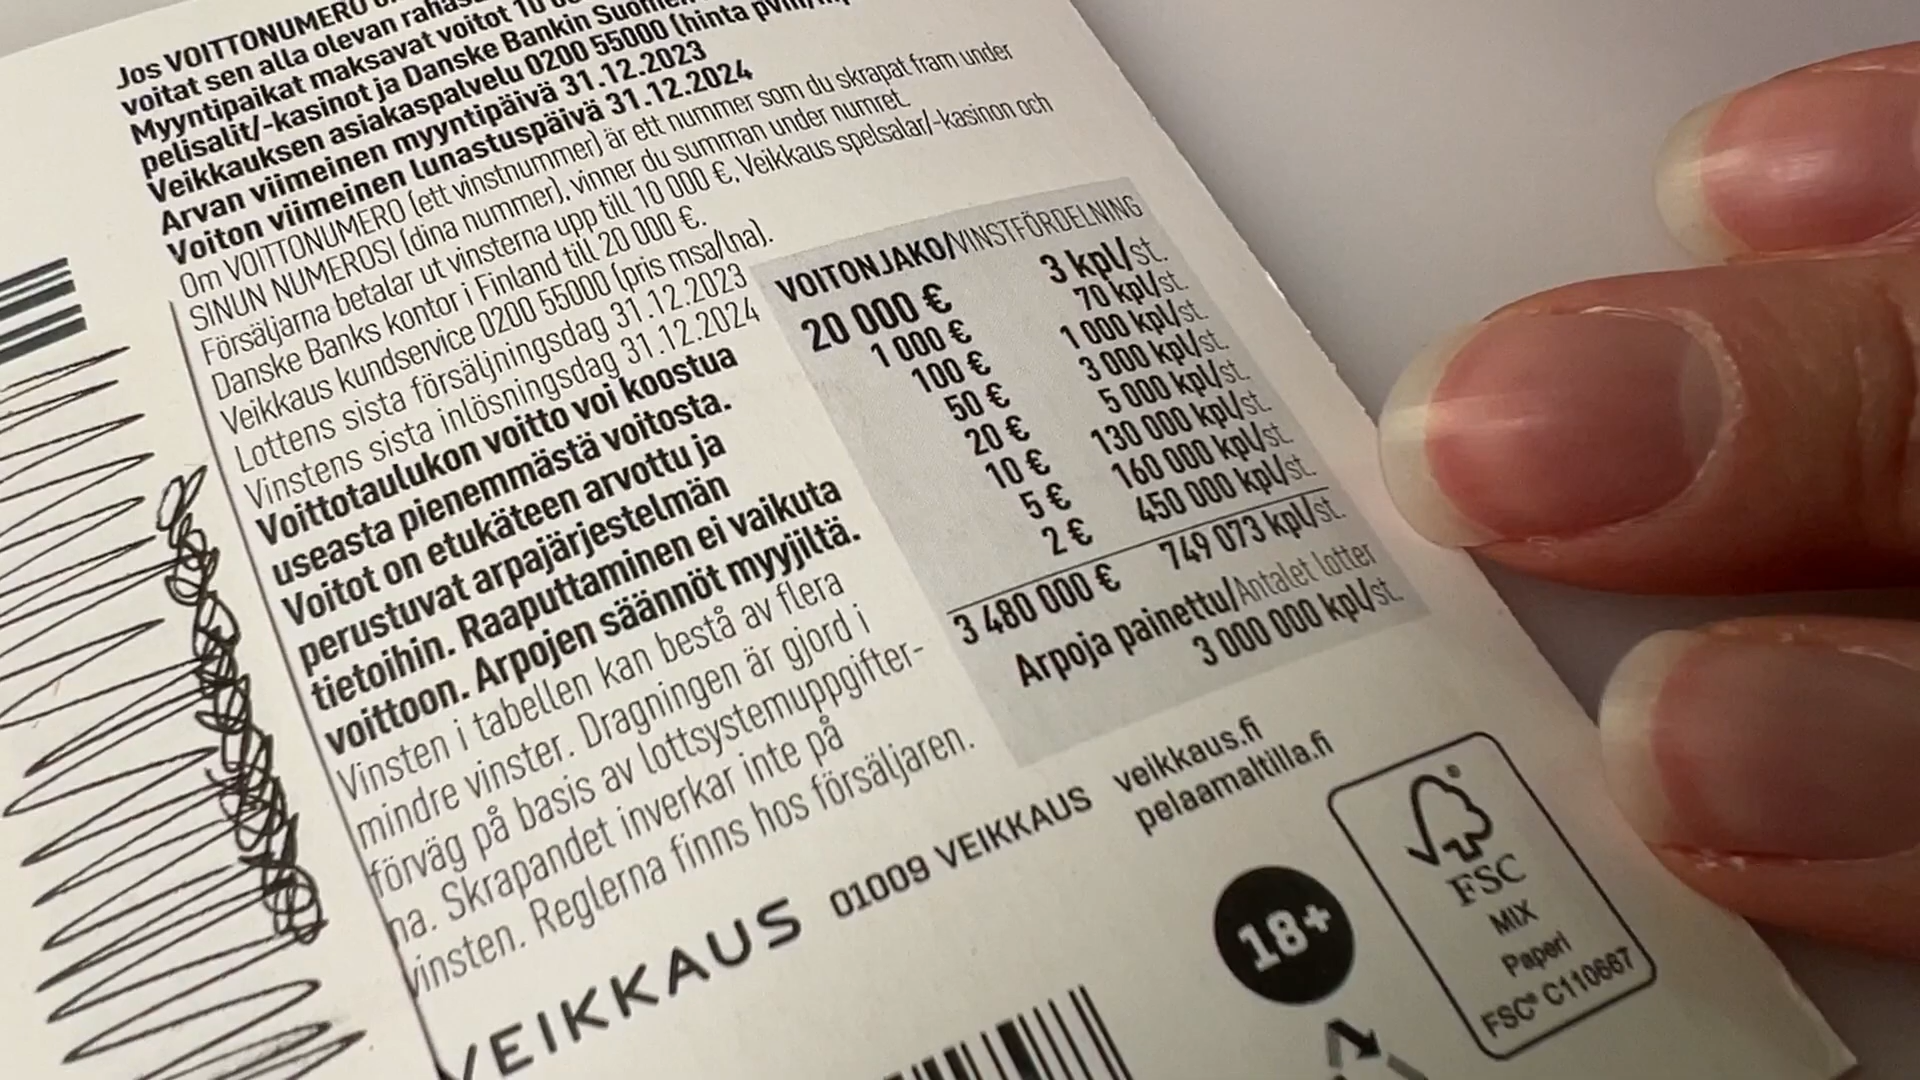 Jos VOITTONUMERO
voitat sen alla olevan
Myyntipaikat maksavat voitot 10
pelisalit/-kasinot ja Danske Bankin
Veikkauksen asiakaspalvelu 0200 55000 (hinta
Arvan viimeinen myyntipäivä 31.12.2023
Voiton viimeinen lunastuspäivä 31.12.2024
Om VOITTONUMERO (ett vinstnummer) är ett nummer som du skrapat fram under
SINUN NUMEROSI (dina nummer), vinner du summan under numret.
Försäljarna betalar ut vinsterna upp till 10 000 €, Veikkaus spelsalar/-kasinon och
Danske Banks kontor i Finland till 20 000 €.
Veikkaus kundservice 0200 55000 (pris msa/lna).
Lottens sista försäljningsdag 31.12.2023
Vinstens sista inlösningsdag 31.12.2024
Voittotaulukon voitto voi koostua
useasta pienemmästä voitosta.
Voitot on etukäteen arvottu ja
perustuvat arpajärjestelmän
tietoihin. Raaputtaminen ei vaikuta
voittoon. Arpojen säännöt myyjiltä.
Vinsten i tabellen kan bestå av flera
mindre vinster. Dragningen är gjord i
förväg på basis av lottsystemuppgifter-
na. Skrapandet inverkar inte på
vinsten. Reglerna finns hos försäljaren.
VOITONJAKO/VINSTFÖRDELNING
20 000 € 3 kpl/st.
1 000 € 70 kpl/st.
100 € 1 000 kpl/st.
50 € 3 000 kpl/st.
20 € 5 000 kpl/st.
10 € 130 000 kpl/st.
5 € 160 000 kpl/st.
2 € 450 000 kpl/st.
3 480 000 € 749 073 kpl/st.
Arpoja painettu/Antalet lotter
3 000 000 kpl/st.
VEIKKAUS 01009 VEIKKAUS veikkaus.fi
pelaamaltilla.fi
18+
FSC
MIX
Paperi
FSC® C110667